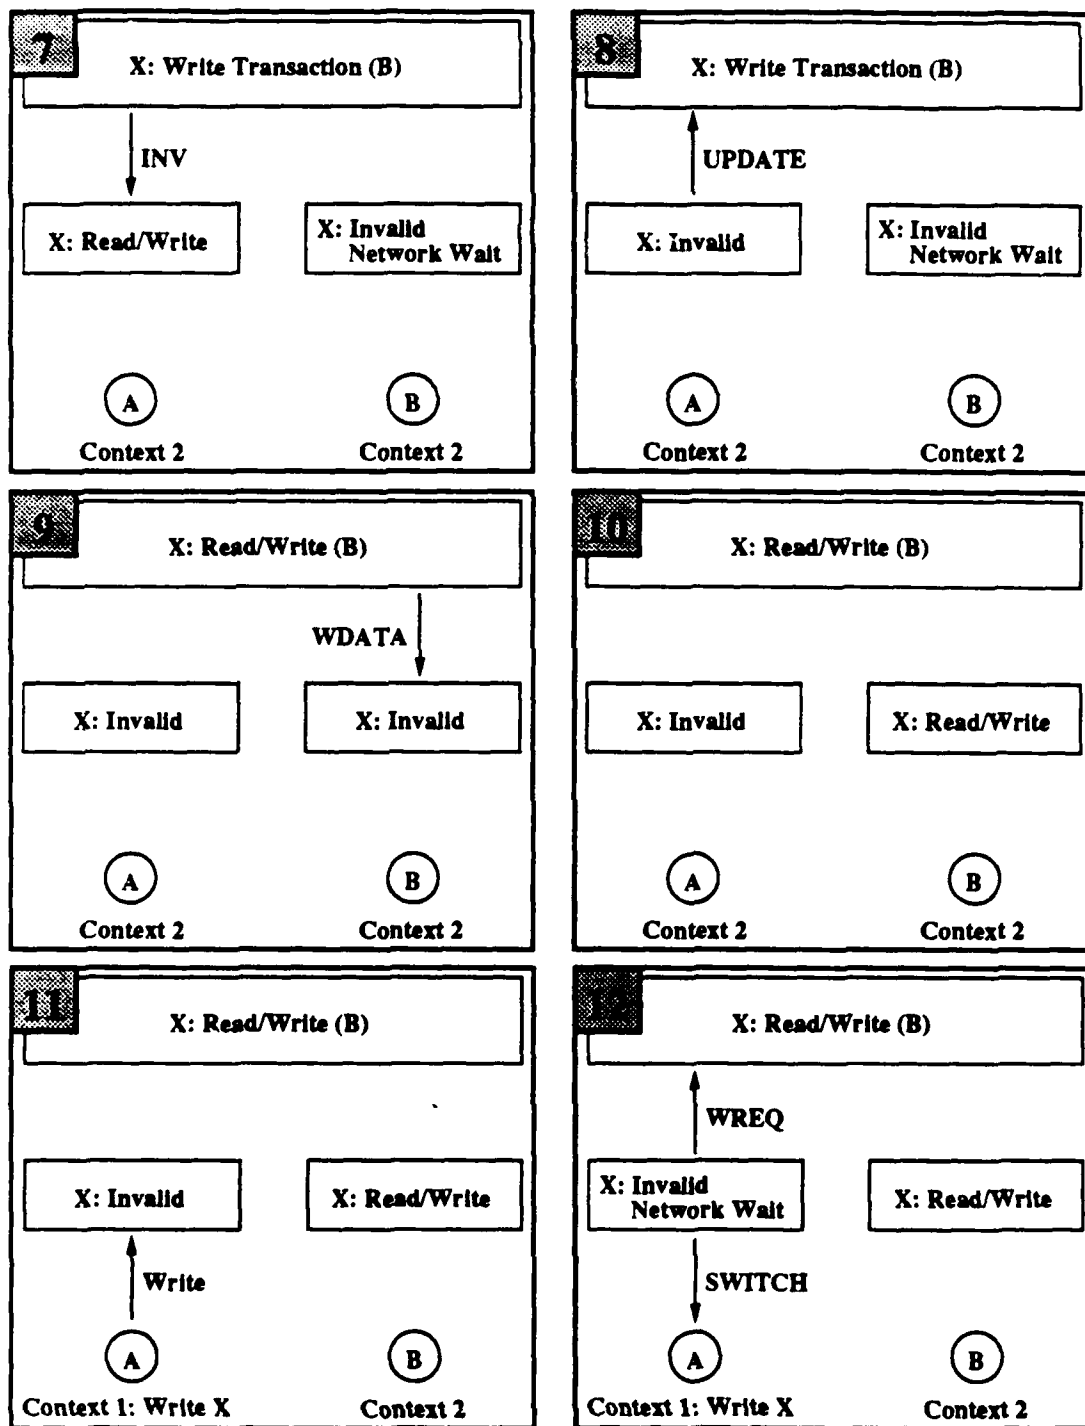 7
X: Write Transaction (B)
INV
X: Read/Write
X: Invalid
Network Wait
A
B
Context 2
Context 2
8
X: Write Transaction (B)
UPDATE
X: Invalid
X: Invalid
Network Wait
A
B
Context 2
Context 2
9
X: Read/Write (B)
WDATA
X: Invalid
X: Invalid
A
B
Context 2
Context 2
10
X: Read/Write (B)
X: Invalid
X: Read/Write
A
B
Context 2
Context 2
11
X: Read/Write (B)
X: Invalid
X: Read/Write
Write
A
B
Context 1: Write X
Context 2
12
X: Read/Write (B)
WREQ
X: Invalid
Network Wait
X: Read/Write
SWITCH
A
B
Context 1: Write X
Context 2